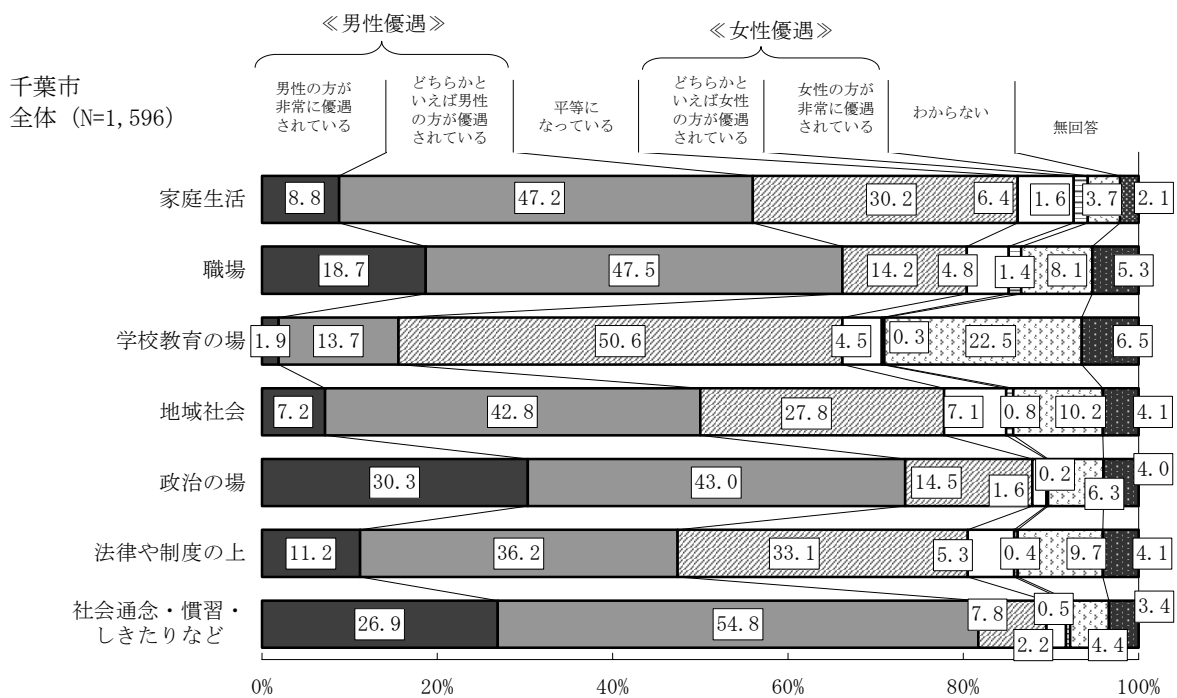 ≪男性優遇≫
≪女性優遇≫
千葉市
全体 (N=1,596)
男性の方が
非常に優遇
されている
どちらかと
いえば男性
の方が優遇
されている
平等に
なっている
どちらかと
いえば女性
の方が優遇
されている
女性の方が
非常に優遇
されている
わからない
無回答
家庭生活
8.8
47.2
30.2
6.4
1.6
3.7
2.1
職場
18.7
47.5
14.2
4.8
1.4
8.1
5.3
学校教育の場
1.9
13.7
50.6
4.5
0.3
22.5
6.5
地域社会
7.2
42.8
27.8
7.1
0.8
10.2
4.1
政治の場
30.3
43.0
14.5
1.6
0.2
6.3
4.0
法律や制度の上
11.2
36.2
33.1
5.3
0.4
9.7
4.1
社会通念・慣習・
しきたりなど
26.9
54.8
7.8
2.2
0.5
4.4
3.4
0%
20%
40%
60%
80%
100%